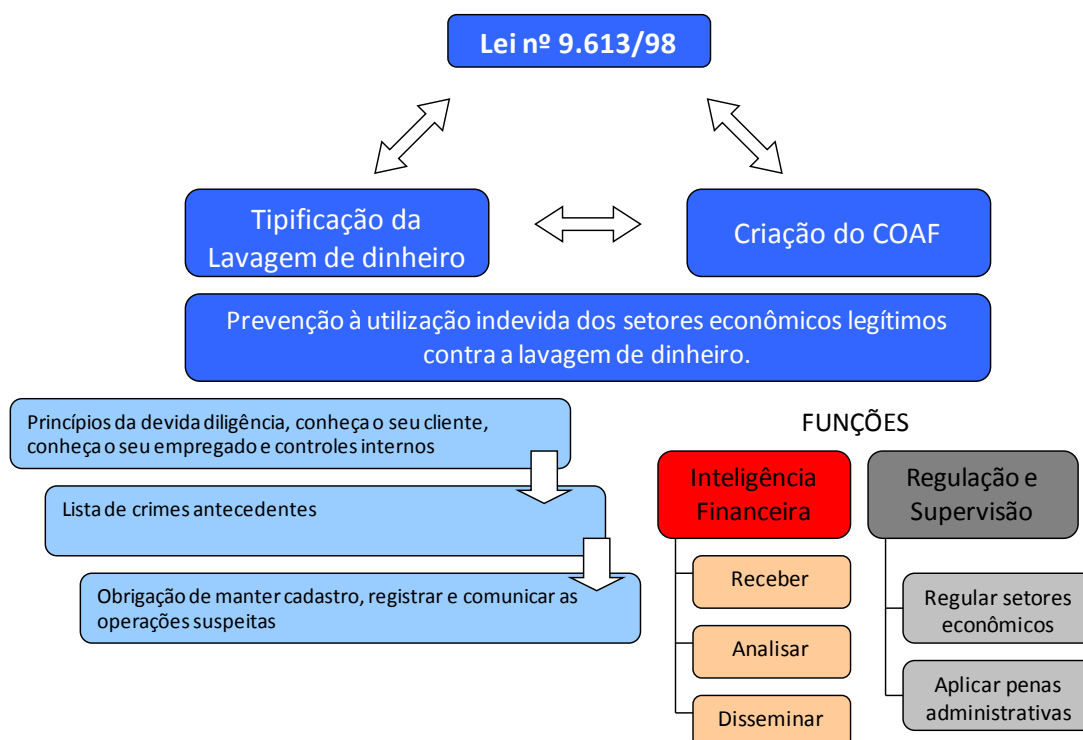 Lei nº 9.613/98
Tipificação da
Lavagem de dinheiro
Criação do COAF
Prevenção à utilização indevida dos setores econômicos legítimos
contra a lavagem de dinheiro.
Princípios da devida diligência, conheça o seu cliente,
conheça o seu empregado e controles internos
Lista de crimes antecedentes
Obrigação de manter cadastro, registrar e comunicar as
operações suspeitas
FUNÇÕES
Inteligência
Financeira
Receber
Analisar
Disseminar
Regulação e
Supervisão
Regular setores
econômicos
Aplicar penas
administrativas